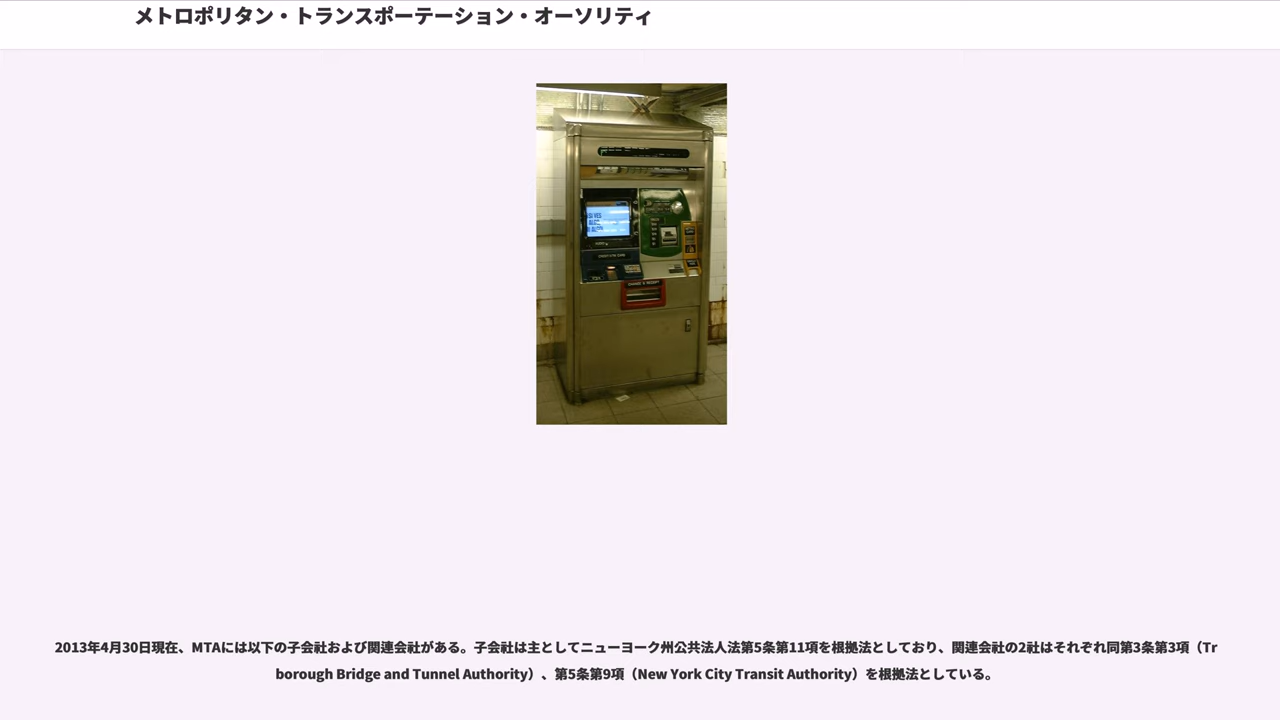 メトロポリタン・トランスポーテーション・オーソリティ
2013年4月30日現在、MTAには以下の子会社および関連会社がある。子会社は主としてニューヨーク州公共法人法第5条第11項を根拠法としており、関連会社の2社はそれぞれ同第3条第3項（Tr
borough Bridge and Tunnel Authority）、第5条第9項（New York City Transit Authority）を根拠法としている。